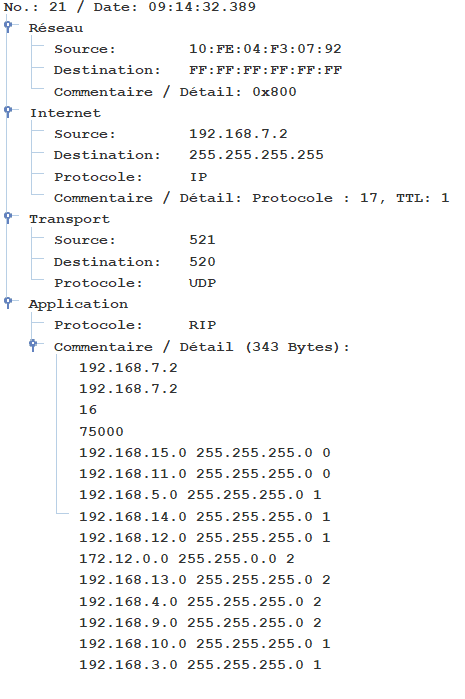 No.: 21 / Date: 09:14:32.389
Réseau
Source: 10:FE:04:F3:07:92
Destination: FF:FF:FF:FF:FF:FF
Commentaire / Détail: 0x800
Internet
Source: 192.168.7.2
Destination: 255.255.255.255
Protocole: IP
Commentaire / Détail: Protocole : 17, TTL: 1
Transport
Source: 521
Destination: 520
Protocole: UDP
Application
Protocole: RIP
Commentaire / Détail (343 Bytes):
192.168.7.2
192.168.7.2
16
75000
192.168.15.0 255.255.255.0 0
192.168.11.0 255.255.255.0 0
192.168.5.0 255.255.255.0 1
192.168.14.0 255.255.255.0 1
192.168.12.0 255.255.255.0 1
172.12.0.0 255.255.0.0 2
192.168.13.0 255.255.255.0 2
192.168.4.0 255.255.255.0 2
192.168.9.0 255.255.255.0 2
192.168.10.0 255.255.255.0 1
192.168.3.0 255.255.255.0 1